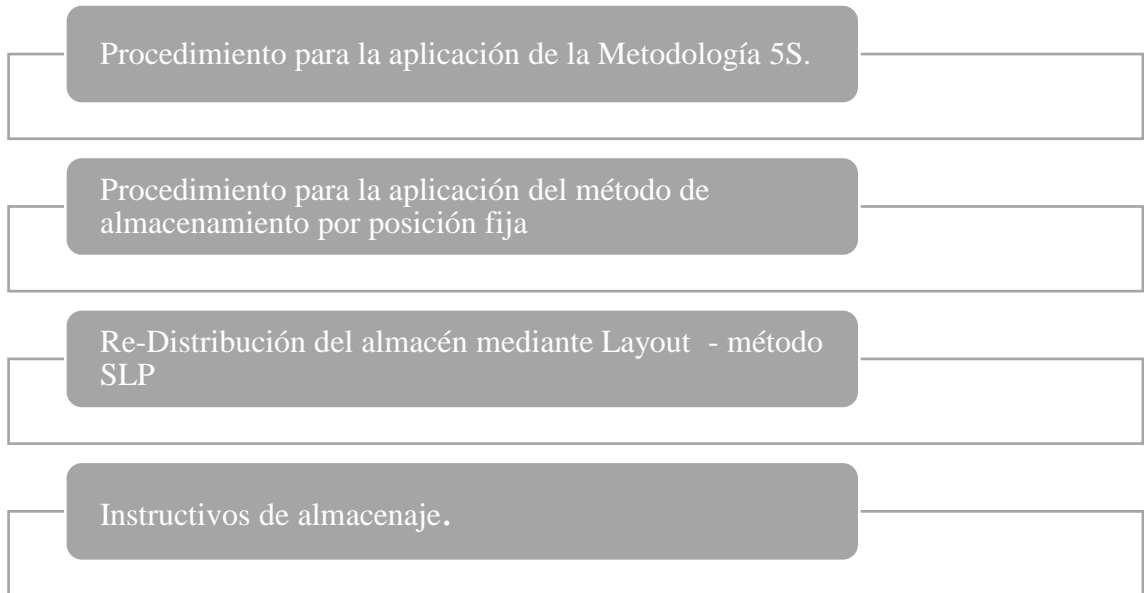 Procedimiento para la aplicación de la Metodología 5S.
Procedimiento para la aplicación del método de
almacenamiento por posición fija
Re-Distribución del almacén mediante Layout  - método
SLP
Instructivos de almacenaje.